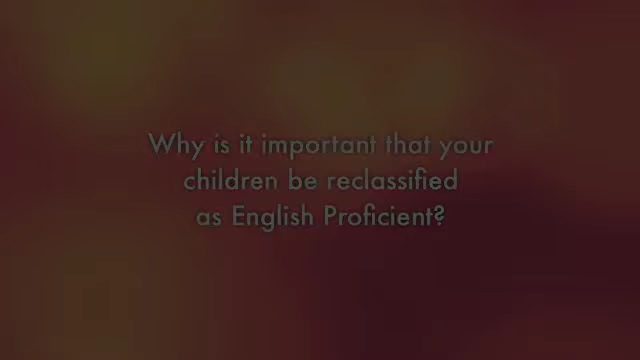 Why is it important that your
children be reclassified
as English Proficient?